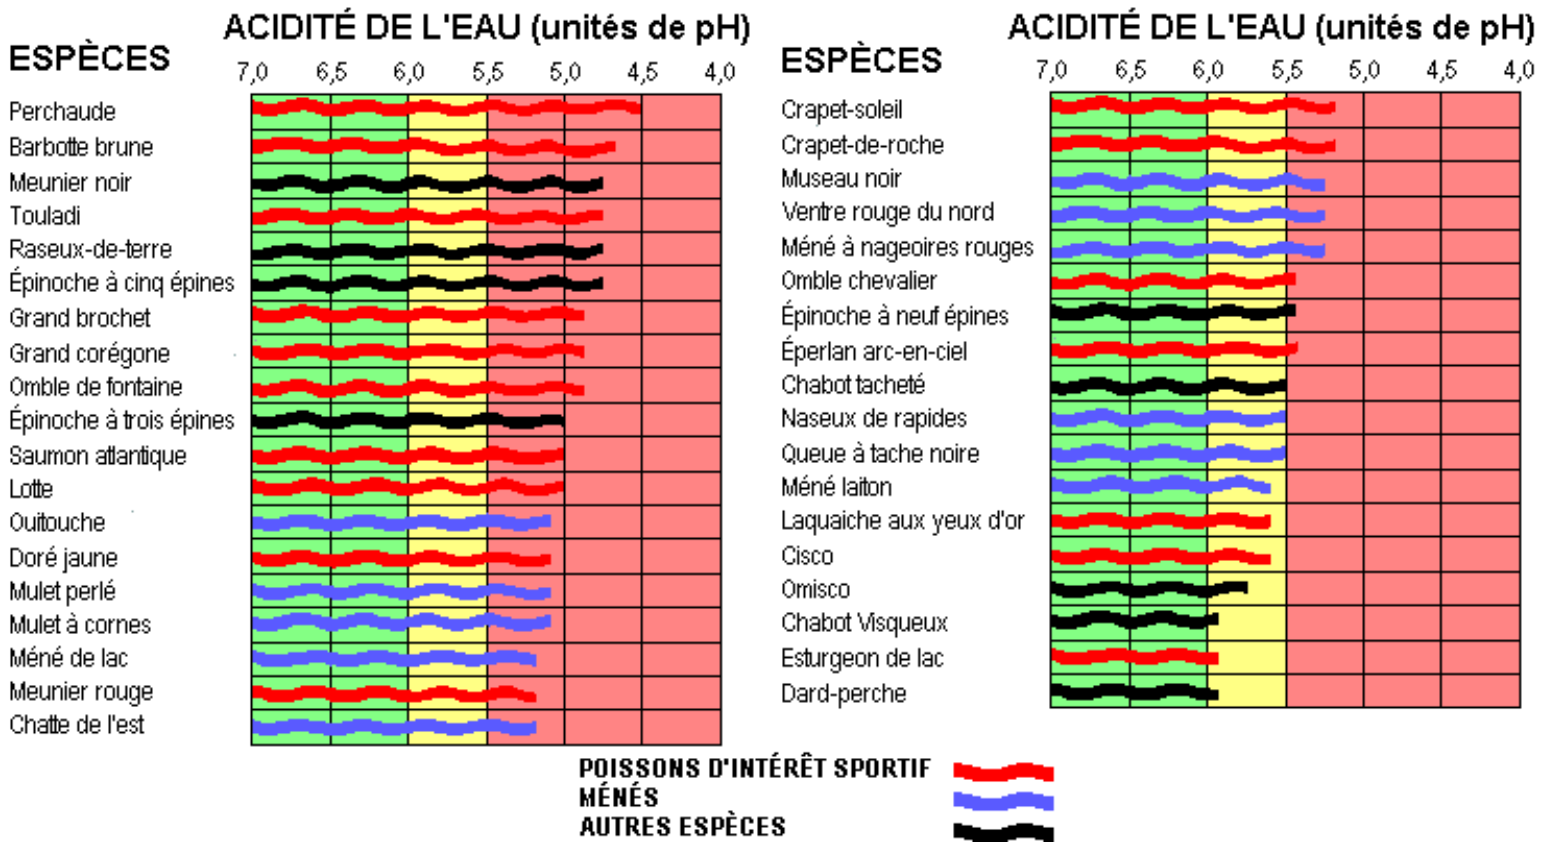 ACIDITÉ DE L'EAU (unités de pH)
ESPÈCES
7,0 6,5 6,0 5,5 5,0 4,5 4,0
Perchaude
Barbotte brune
Meunier noir
Touladi
Raseux-de-terre
Épinoche à cinq épines
Grand brochet
Grand corégone
Omble de fontaine
Épinoche à trois épines
Saumon atlantique
Lotte
Ouitouche
Doré jaune
Mulet perlé
Mulet à cornes
Méné de lac
Meunier rouge
Chatte de l'est
ACIDITÉ DE L'EAU (unités de pH)
ESPÈCES
7,0 6,5 6,0 5,5 5,0 4,5 4,0
Crapet-soleil
Crapet-de-roche
Museau noir
Ventre rouge du nord
Méné à nageoires rouges
Omble chevalier
Épinoche à neuf épines
Éperlan arc-en-ciel
Chabot tacheté
Naseux de rapides
Queue à tache noire
Méné laiton
Laquaiche aux yeux d'or
Cisco
Omisco
Chabot Visqueux
Esturgeon de lac
Dard-perche
POISSONS D'INTÉRÊT SPORTIF
MÉNÉS
AUTRES ESPÈCES